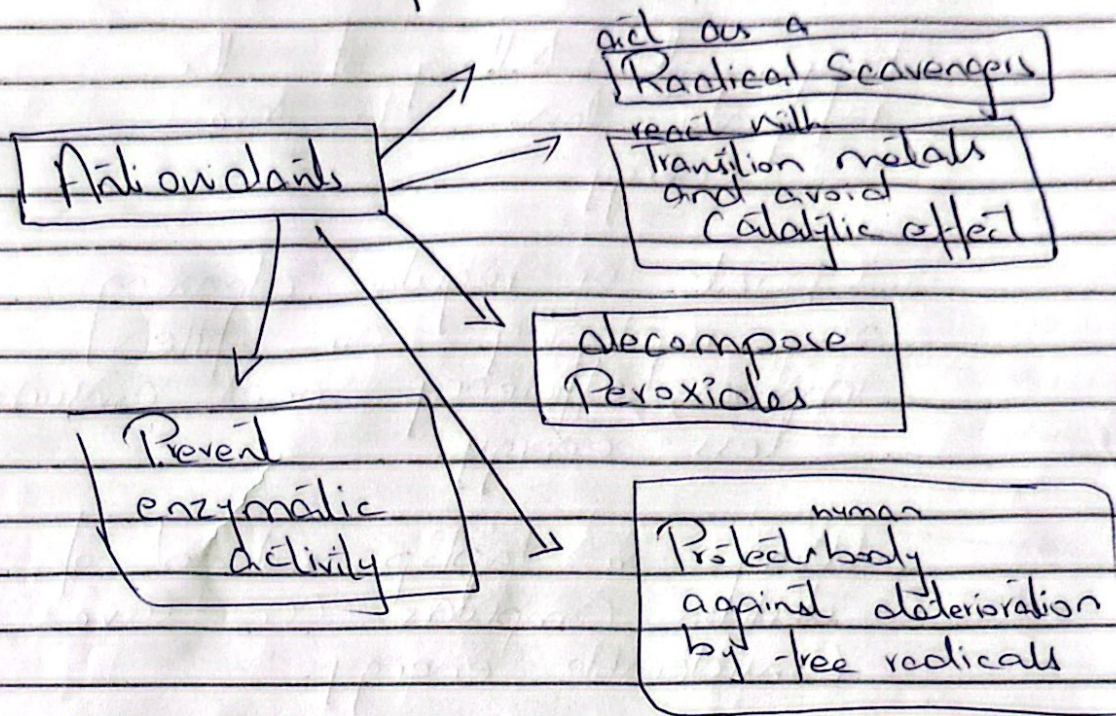 act as a
Radical Scavengers
Antioxidants
react with
Transition metals
and avoid
Catalytic effect
decompose
Peroxides
Prevent
enzymatic
activity
human
Protect body
against deterioration
by free radicals